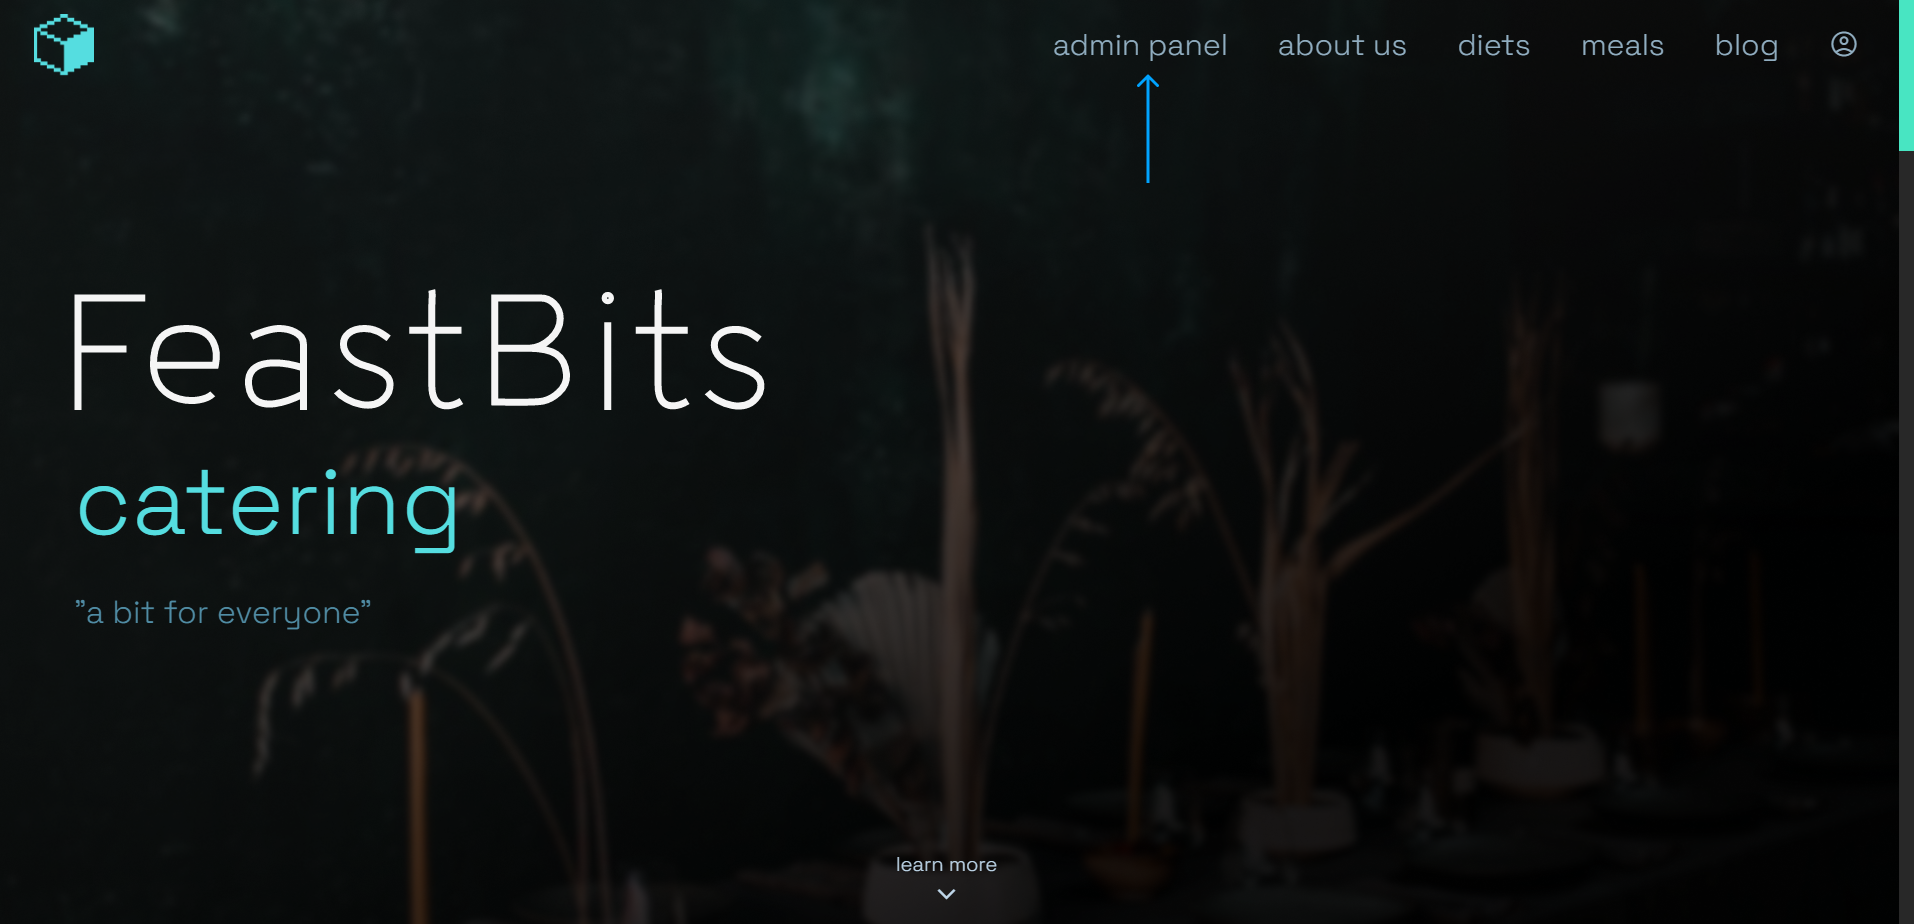 admin panel about us diets meals blog
FeastBits
catering
”a bit for everyone”
learn more